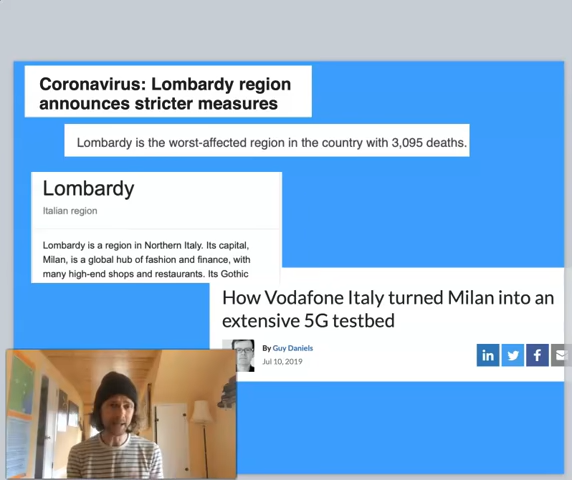 Coronavirus: Lombardy region
announces stricter measures
Lombardy is the worst-affected region in the country with 3,095 deaths.
Lombardy
Italian region
Lombardy is a region in Northern Italy. Its capital,
Milan, is a global hub of fashion and finance, with
many high-end shops and restaurants. Its Gothic
How Vodafone Italy turned Milan into an
extensive 5G testbed
By Guy Daniels
Jul 10, 2019